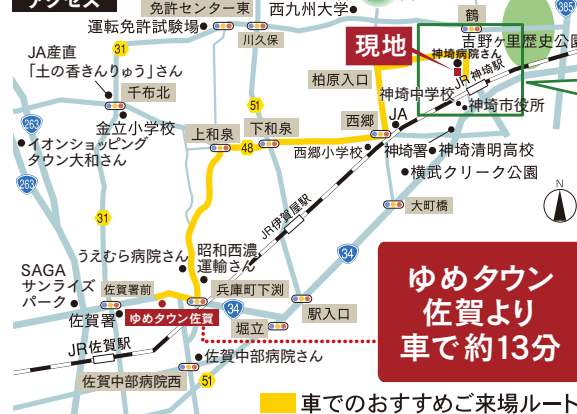 アクセス
免許センター東
運転免許試験場
西九州大学
川久保
鶴
385
吉野ヶ里歴史公園
神埼病院さん
現地
JR神埼駅
JA産直
「土の香きんりゅう」さん
31
千布北
柏原入口
神埼中学校
神埼市役所
51
263
金立小学校
イオンショッピング
タウン大和さん
上和泉
下和泉
48
西郷
JA
西郷小学校
神埼署
神埼清明高校
横武クリーク公園
263
31
大町橋
N
JR伊賀屋駅
34
うえむら病院さん
昭和西濃
運輸さん
SAGA
サンライズ
パーク
佐賀署前
佐賀署
ゆめタウン佐賀
兵庫町下渕
34
駅入口
堀立
ゆめタウン
佐賀より
車で約13分
JR佐賀駅
佐賀中部病院さん
佐賀中部病院西
51
車でのおすすめご来場ルート